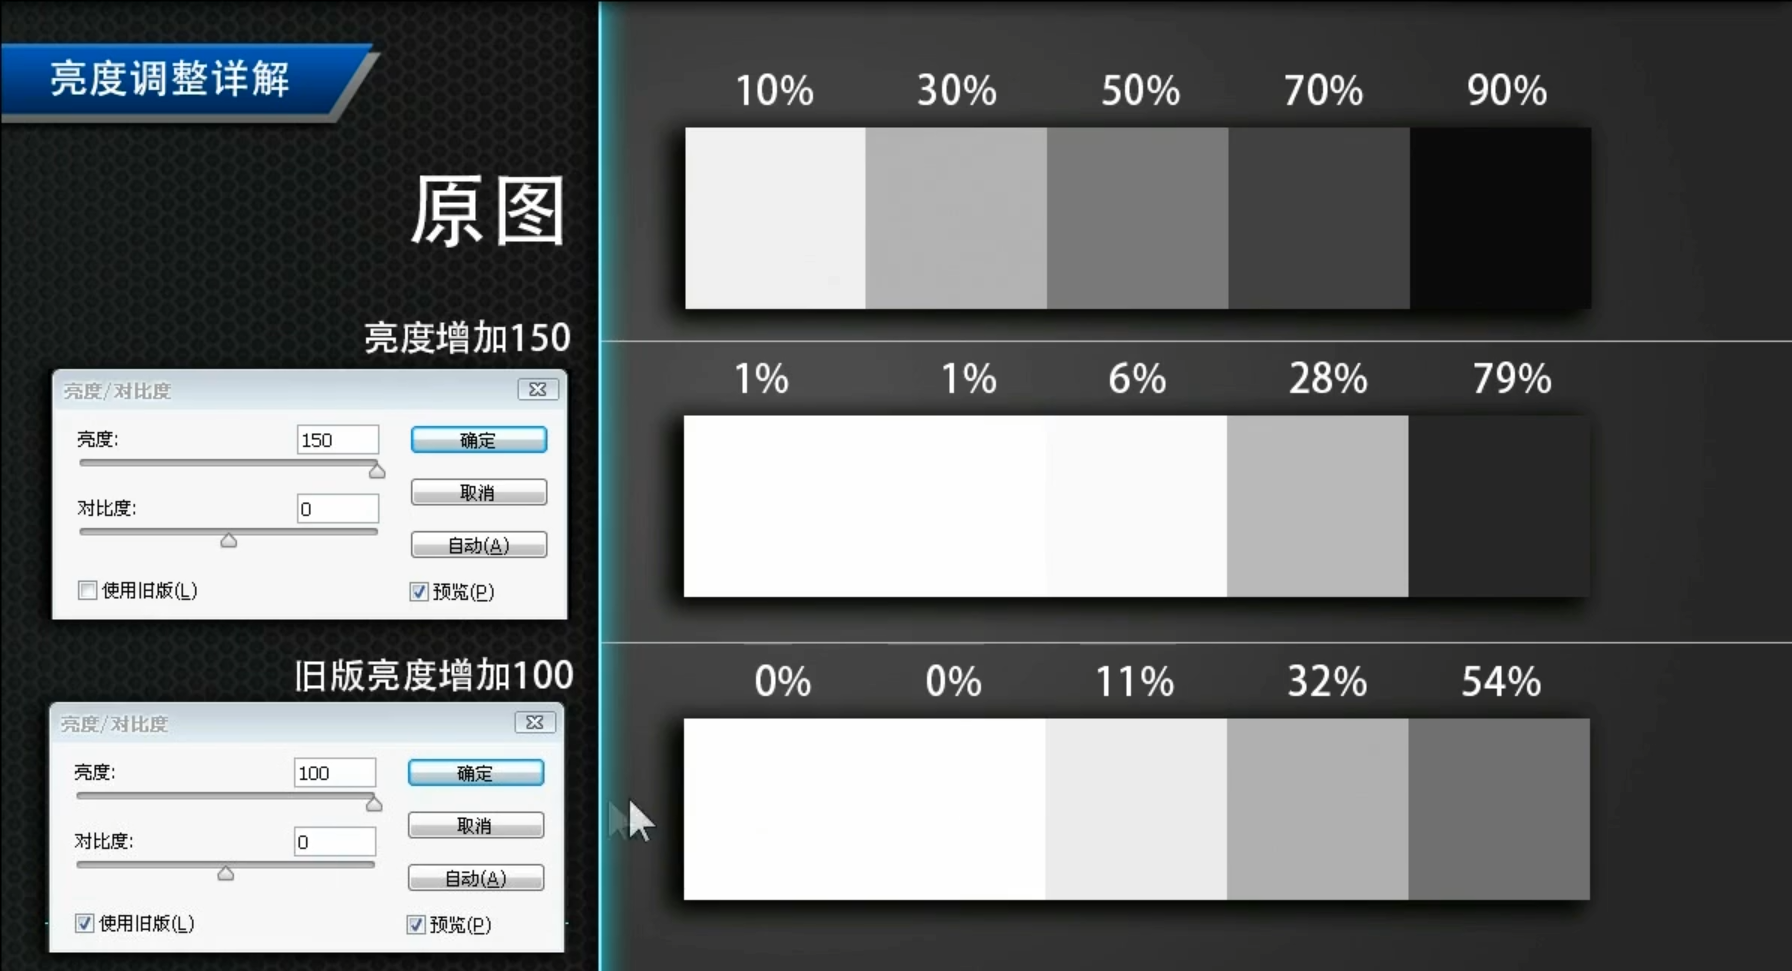 亮度调整详解
10% 30% 50% 70% 90%
原图
亮度增加150
1% 1% 6% 28% 79%
亮度/对比度
亮度: 150 确定
取消
对比度: 0
自动(A)
使用旧版(L) 预览(P)
旧版亮度增加100
0% 0% 11% 32% 54%
亮度/对比度
亮度: 100 确定
取消
对比度: 0
自动(A)
使用旧版(L) 预览(P)